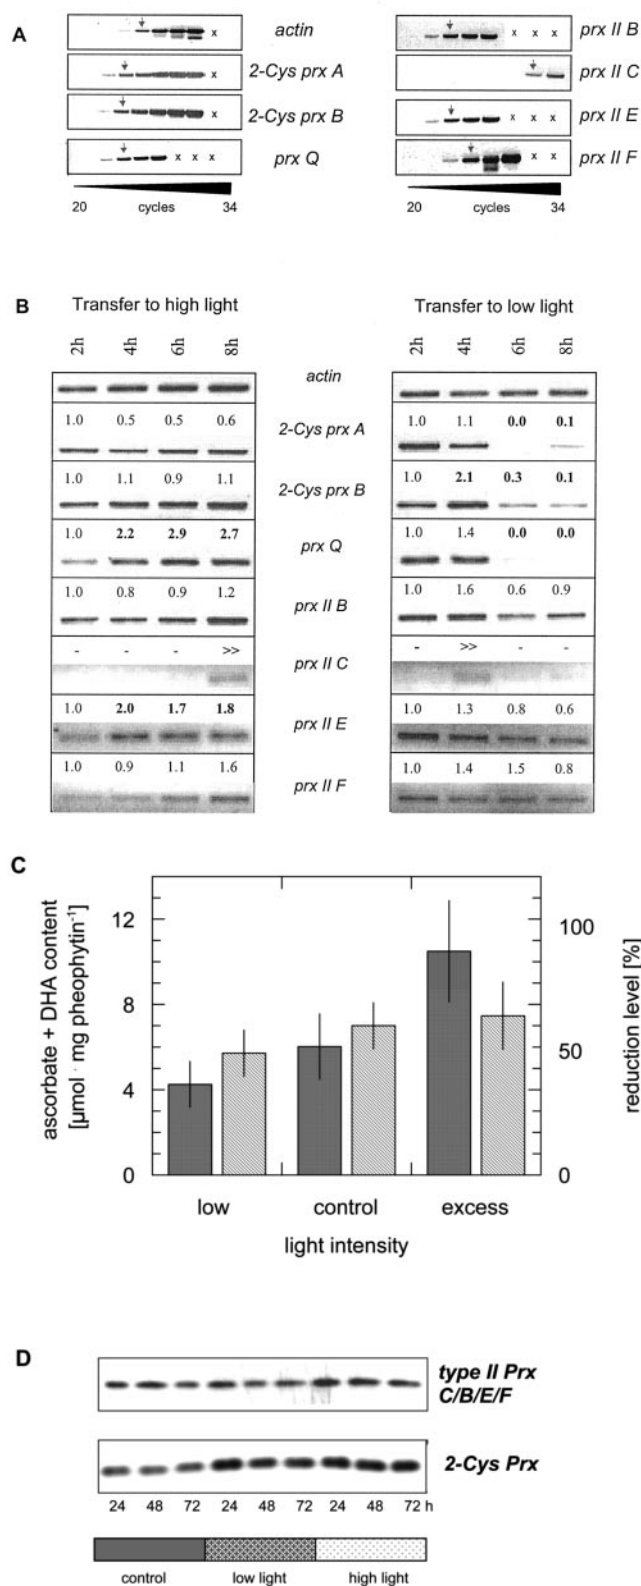 A
actin
2-Cys prx A
2-Cys prx B
prx Q
x
x
x
x x x
20 cycles 34
prx II B
prx II C
prx II E
prx II F
x x x
x x x
x x
20 cycles 34
B
Transfer to high light
Transfer to low light
2h 4h 6h 8h
2h 4h 6h 8h
actin
1.0 0.5 0.5 0.6
2-Cys prx A
1.0 1.1 0.0 0.1
1.0 1.1 0.9 1.1
2-Cys prx B
1.0 2.1 0.3 0.1
1.0 2.2 2.9 2.7
prx Q
1.0 1.4 0.0 0.0
1.0 0.8 0.9 1.2
prx II B
1.0 1.6 0.6 0.9
- - - >>
prx II C
- >> - -
1.0 2.0 1.7 1.8
prx II E
1.0 1.3 0.8 0.6
1.0 0.9 1.1 1.6
prx II F
1.0 1.4 1.5 0.8
C
ascorbate + DHA content
[µmol · mg pheophytin⁻¹]
12
8
4
0
100
50
0
reduction level [%]
low control excess
light intensity
D
type II Prx
C/B/E/F
2-Cys Prx
24 48 72 24 48 72 24 48 72 h
control low light high light